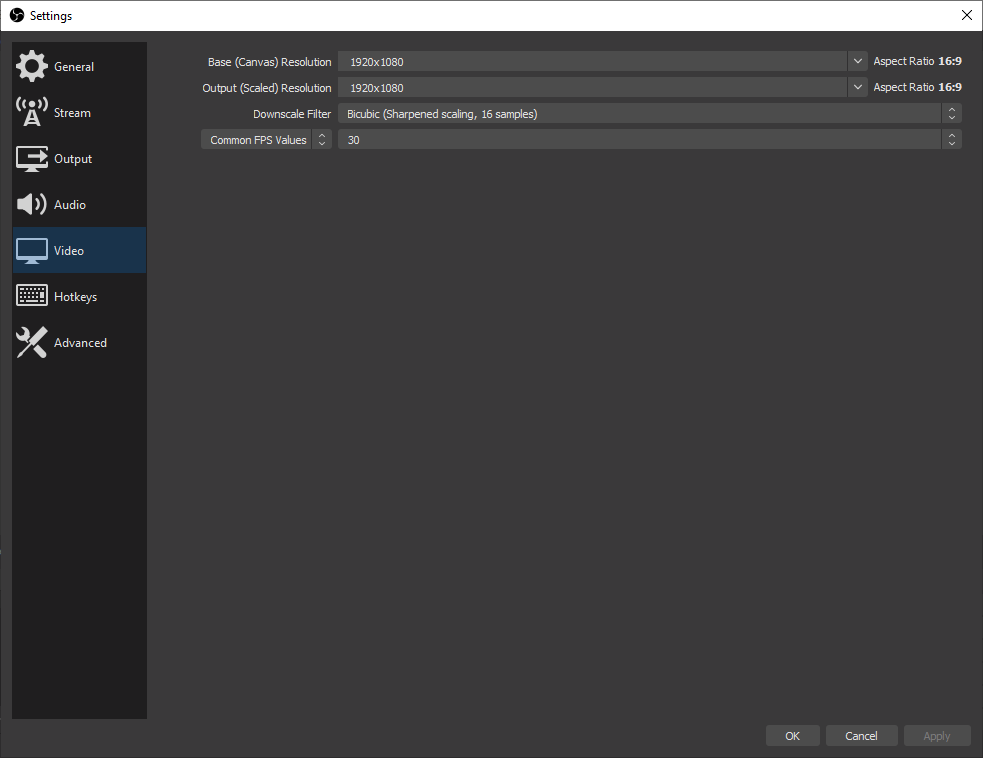 Settings
General
Stream
Output
Audio
Video
Hotkeys
Advanced
Base (Canvas) Resolution 1920x1080 Aspect Ratio 16:9
Output (Scaled) Resolution 1920x1080 Aspect Ratio 16:9
Downscale Filter Bicubic (Sharpened scaling, 16 samples)
Common FPS Values 30
OK Cancel Apply